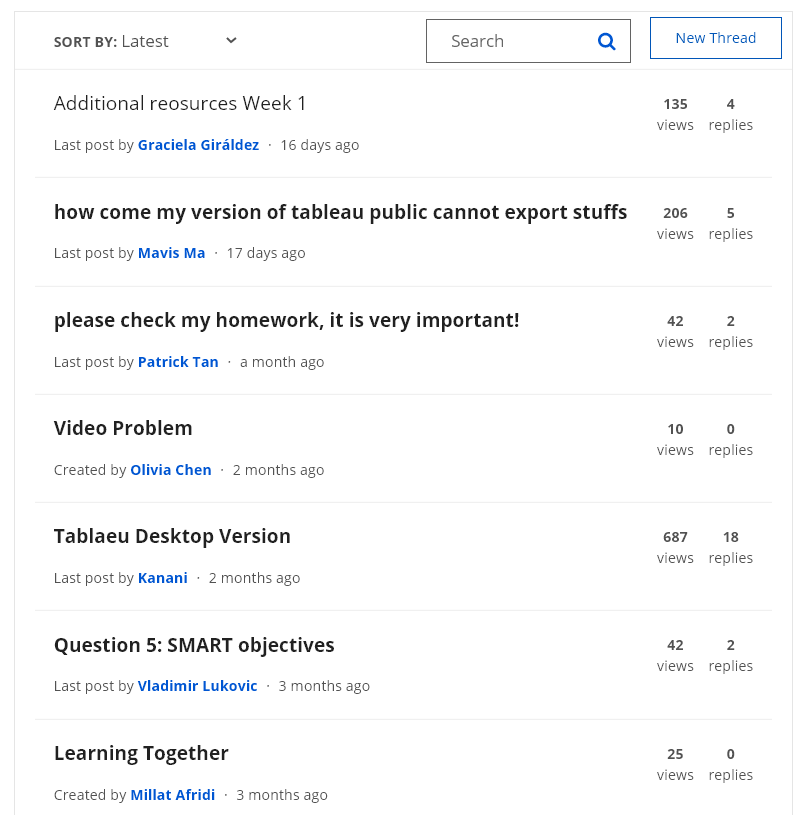 SORT BY: Latest
Search
New Thread
Additional reosurces Week 1
135 views
4 replies
Last post by Graciela Giráldez · 16 days ago
how come my version of tableau public cannot export stuffs
206 views
5 replies
Last post by Mavis Ma · 17 days ago
please check my homework, it is very important!
42 views
2 replies
Last post by Patrick Tan · a month ago
Video Problem
10 views
0 replies
Created by Olivia Chen · 2 months ago
Tablaeu Desktop Version
687 views
18 replies
Last post by Kanani · 2 months ago
Question 5: SMART objectives
42 views
2 replies
Last post by Vladimir Lukovic · 3 months ago
Learning Together
25 views
0 replies
Created by Millat Afridi · 3 months ago